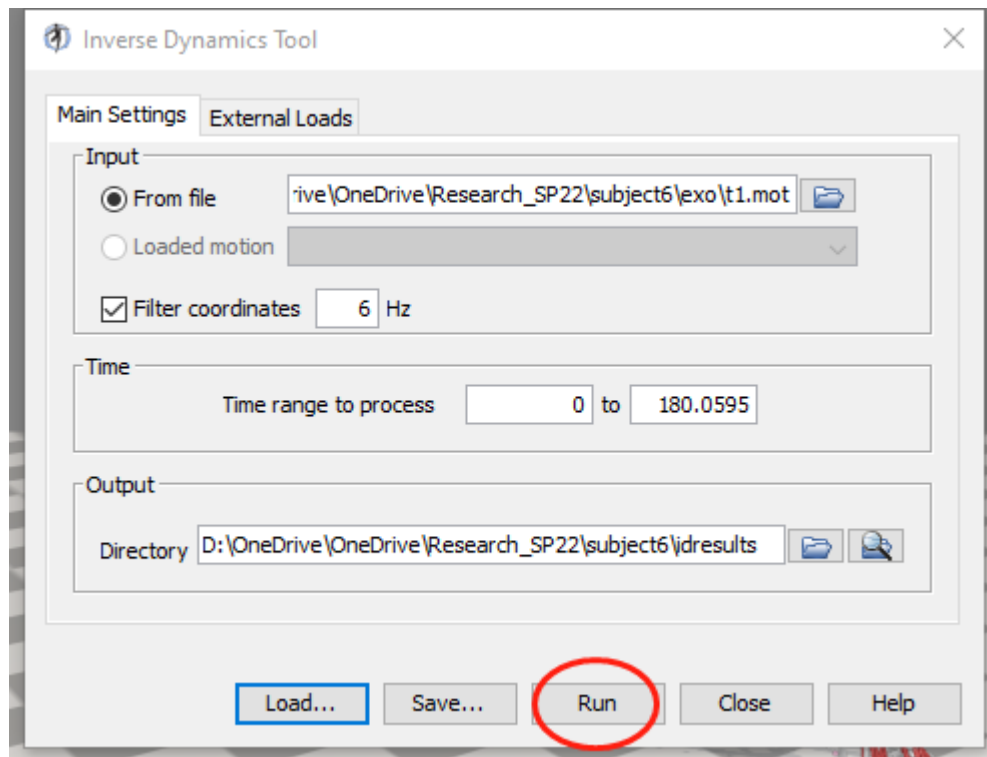 Inverse Dynamics Tool
Main Settings External Loads
Input
From file rive\OneDrive\Research_SP22\subject6\exo\t1.mot
Loaded motion
Filter coordinates 6 Hz
Time
Time range to process 0 to 180.0595
Output
Directory D:\OneDrive\OneDrive\Research_SP22\subject6\idresults
Load... Save... Run Close Help